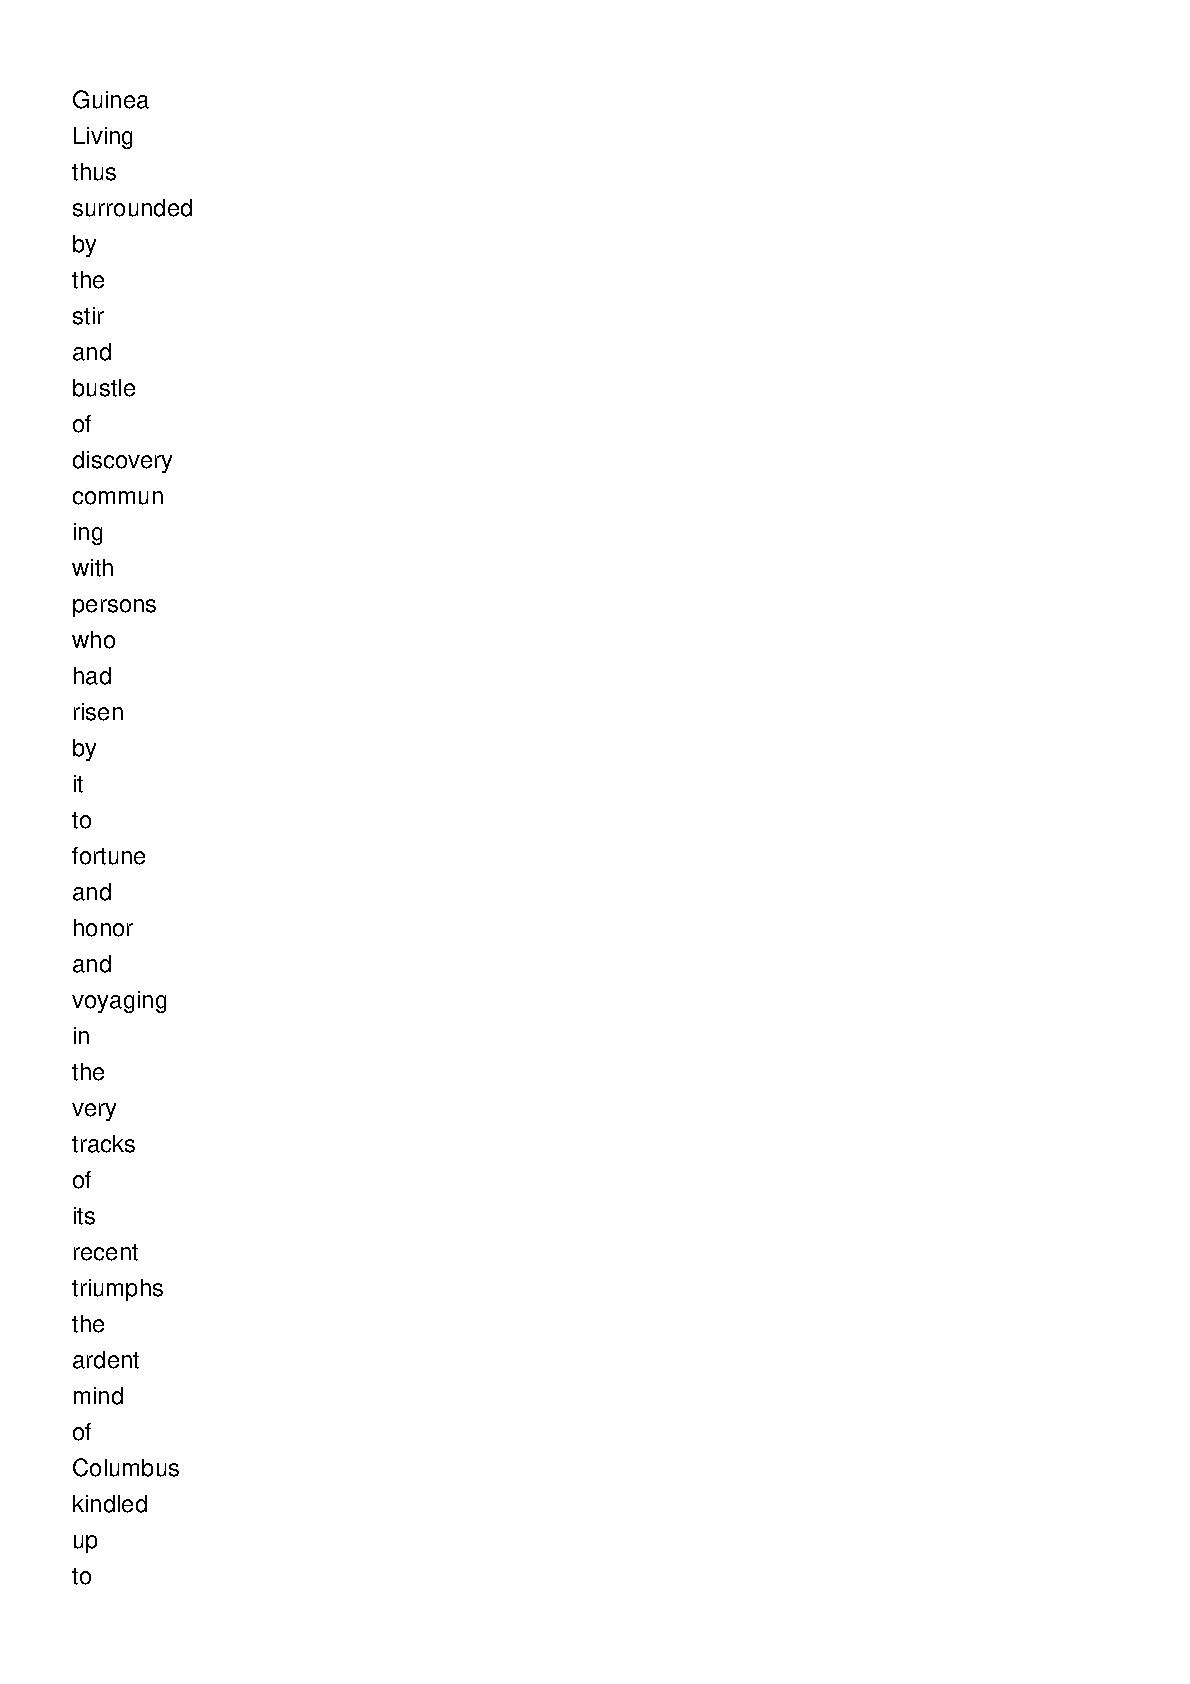 Guinea
Living
thus
surrounded
by
the
stir
and
bustle
of
discovery
commun
ing
with
persons
who
had
risen
by
it
to
fortune
and
honor
and
voyaging
in
the
very
tracks
of
its
recent
triumphs
the
ardent
mind
of
Columbus
kindled
up
to